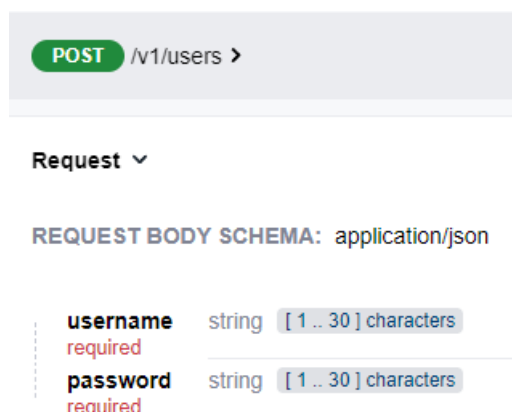 POST /v1/users
Request
REQUEST BODY SCHEMA: application/json
username string [ 1 .. 30 ] characters
required
password string [ 1 .. 30 ] characters
required